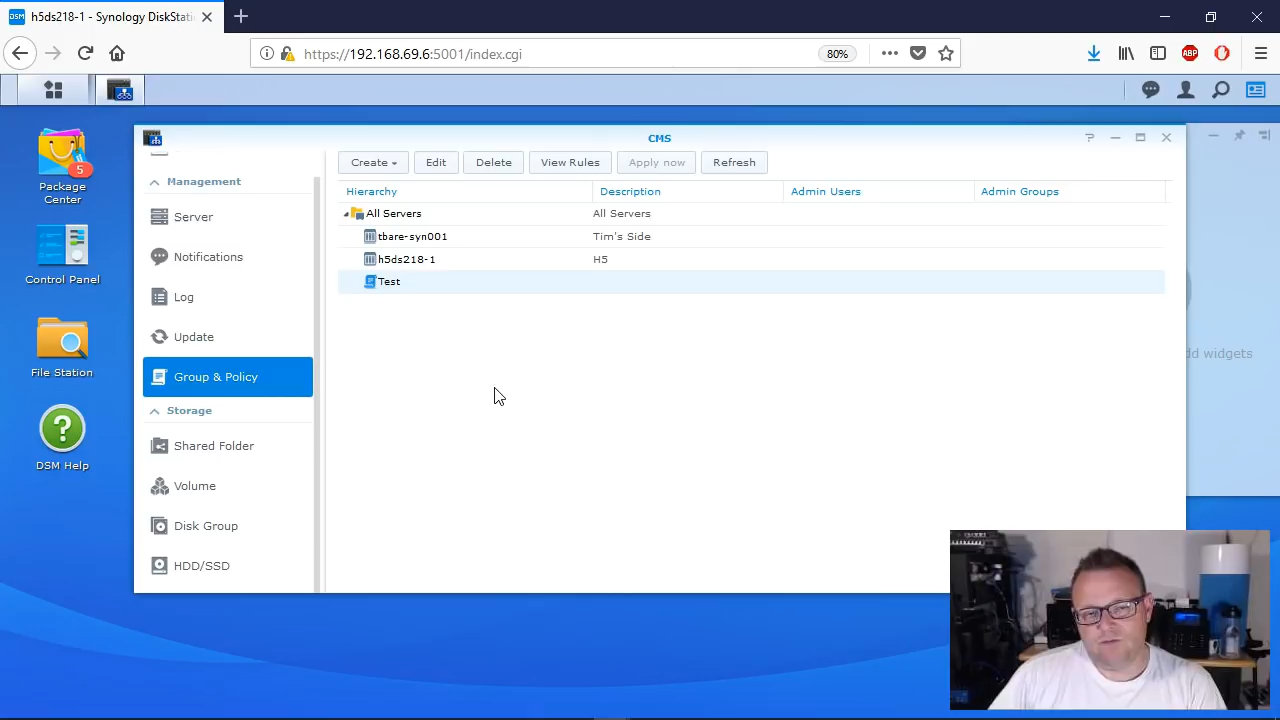 DSM h5ds218-1 - Synology DiskStati
https://192.168.69.6:5001/index.cgi
80%
ABP
CMS
5
Package
Center
Control Panel
File Station
?
DSM Help
Management
Server
Notifications
Log
Update
Group & Policy
Storage
Shared Folder
Volume
Disk Group
HDD/SSD
Create
Edit
Delete
View Rules
Apply now
Refresh
Hierarchy Description Admin Users Admin Groups
All Servers All Servers
tbare-syn001 Tim's Side
h5ds218-1 H5
Test
dd widgets